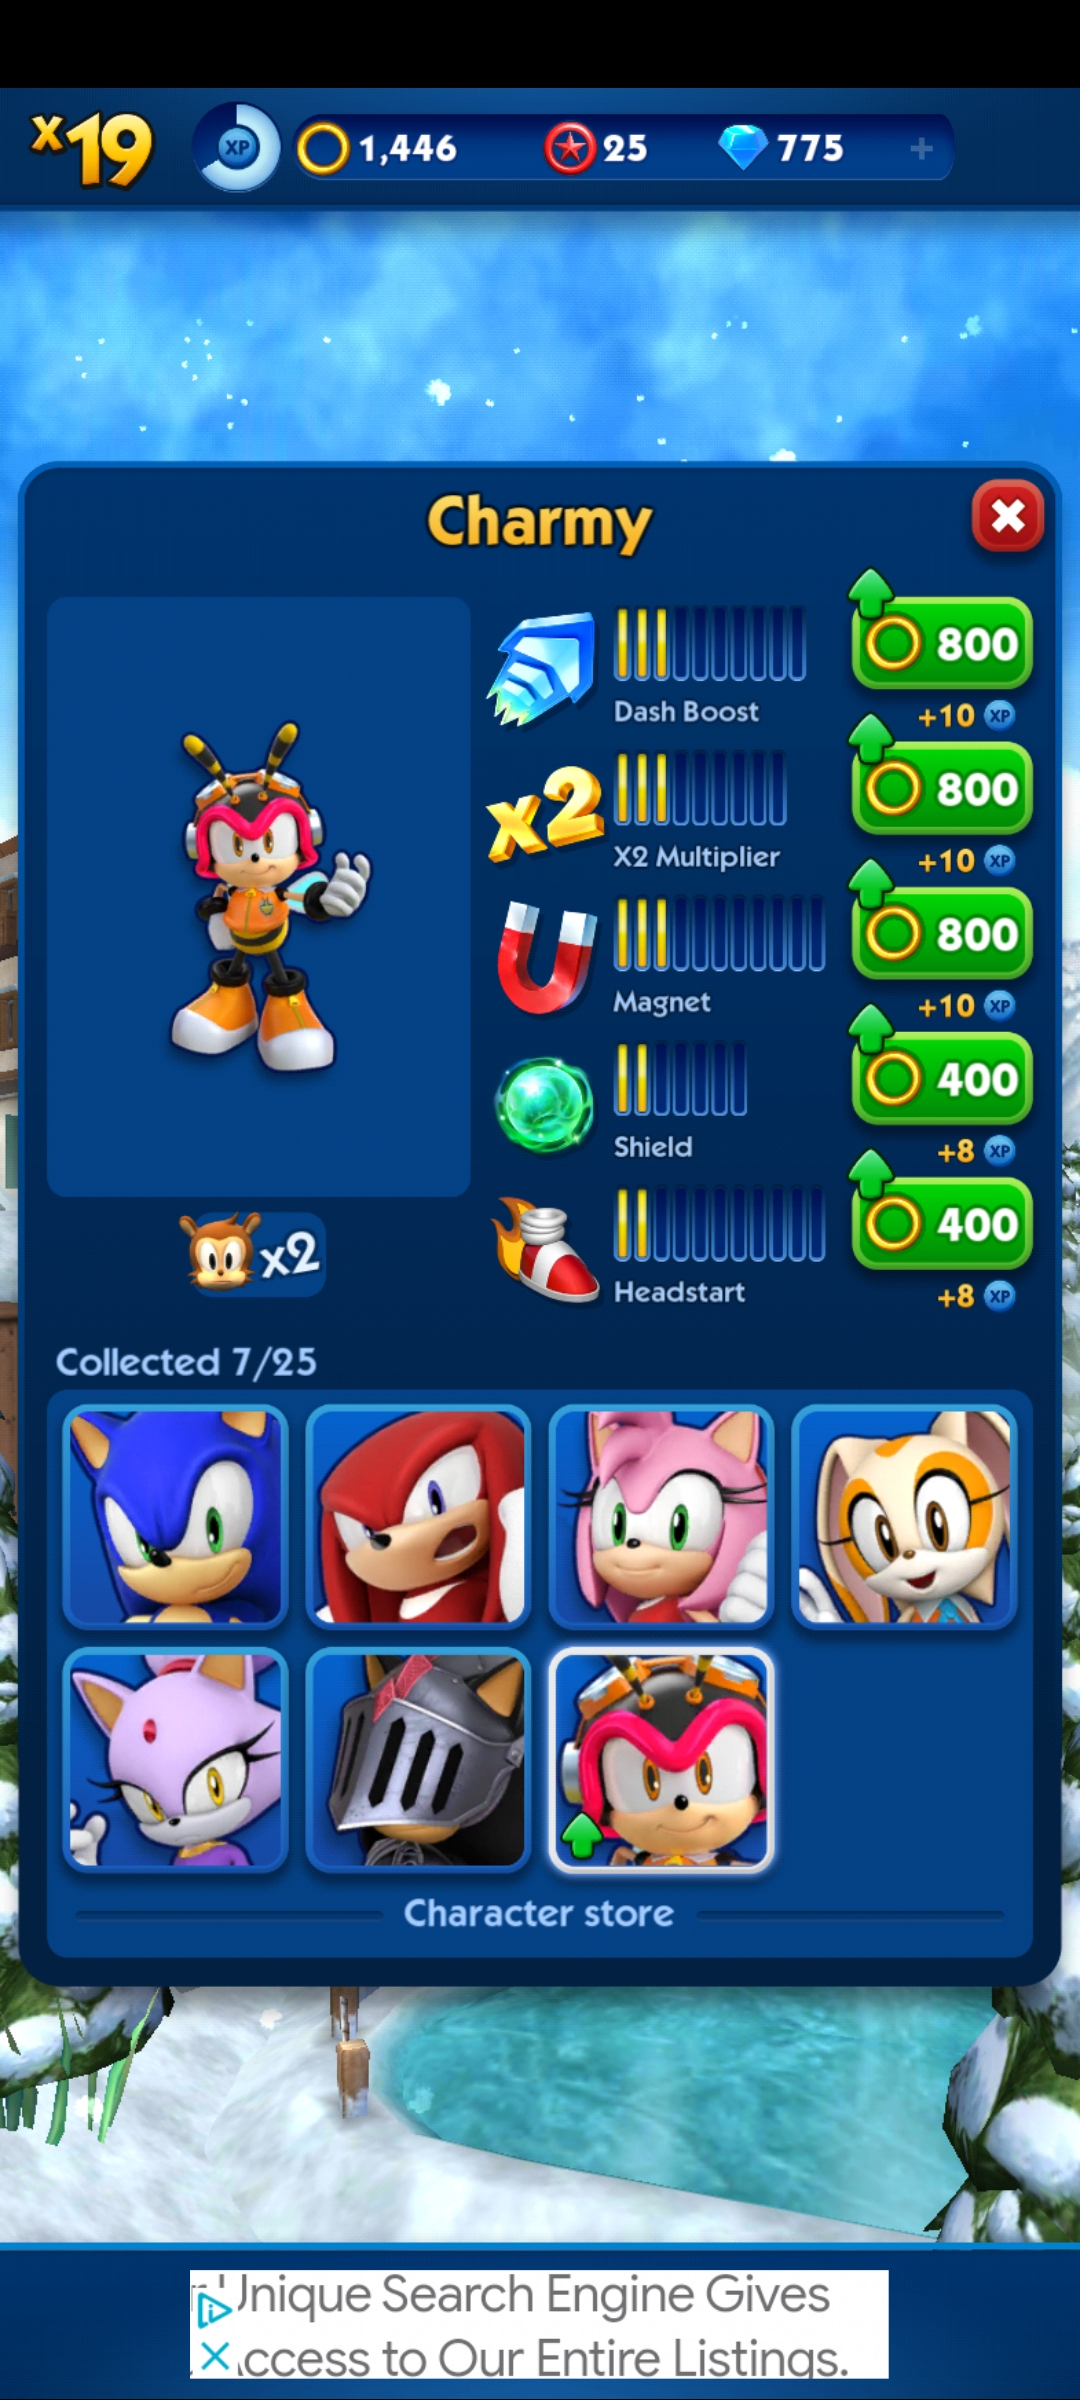 x19
XP
1,446
25
775
+
Charmy
800
Dash Boost
+10 XP
x2
800
X2 Multiplier
+10 XP
800
Magnet
+10 XP
400
Shield
+8 XP
x2
400
Headstart
+8 XP
Collected 7/25
Character store
Unique Search Engine Gives
Access to Our Entire Listings.